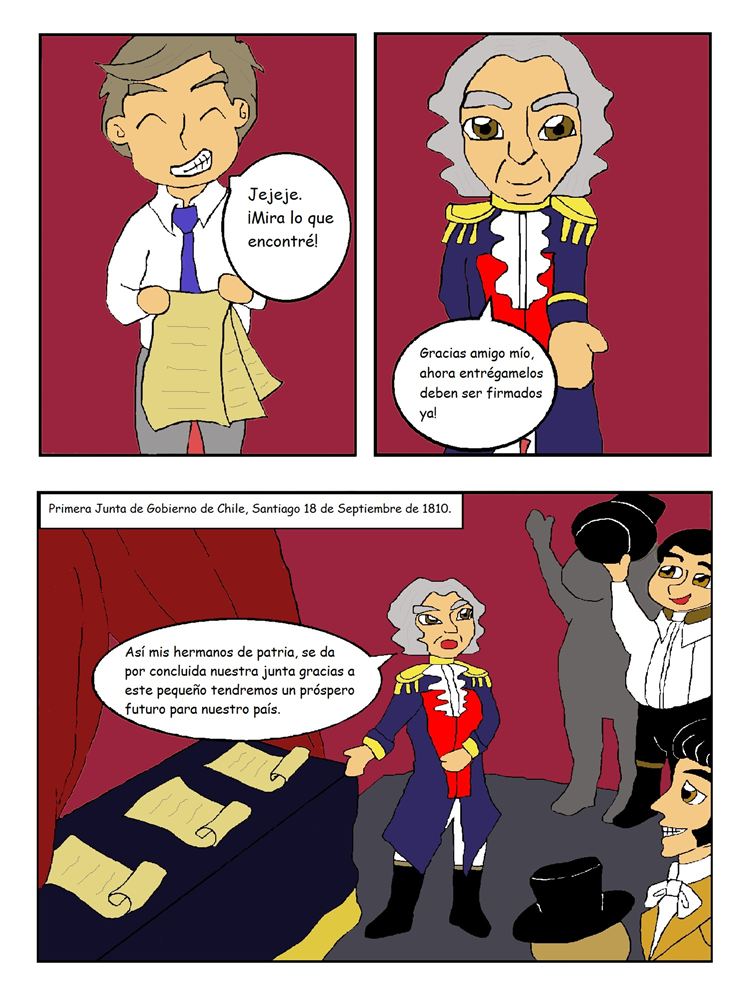 Jejeje.
¡Mira lo que
encontré!
Gracias amigo mío,
ahora entrégamelos
deben ser firmados
ya!
Primera Junta de Gobierno de Chile, Santiago 18 de Septiembre de 1810.
Así mis hermanos de patria, se da
por concluida nuestra junta gracias a
este pequeño tendremos un próspero
futuro para nuestro país.